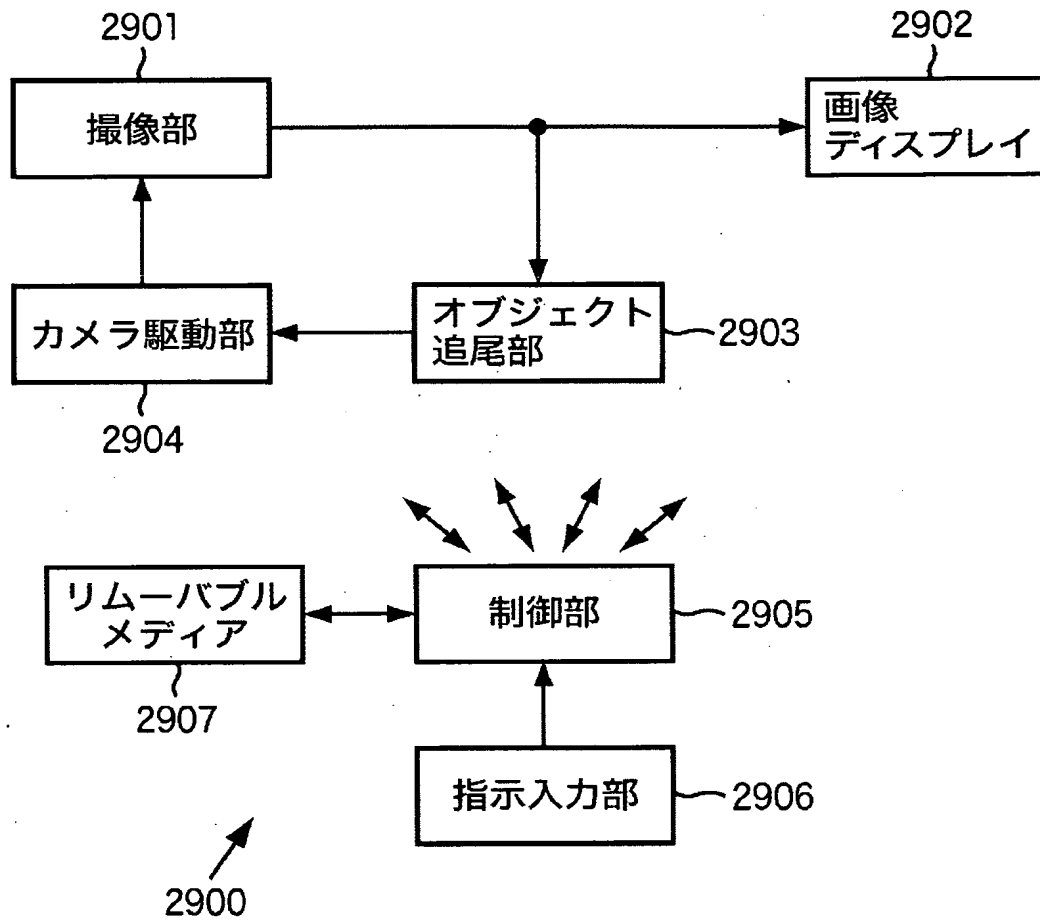 2901
撮像部
2902
画像
ディスプレイ
カメラ駆動部
2904
オブジェクト
追尾部
2903
リムーバブル
メディア
2907
制御部
2905
指示入力部
2906
2900